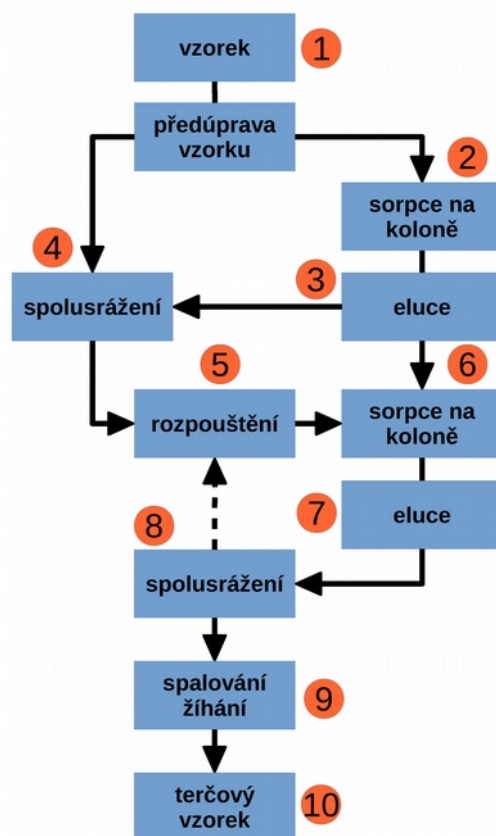 vzorek
1
předúprava
vzorku
2
sorpce na
koloně
4
3
spolusrážení
eluce
5
6
rozpouštění
sorpce na
koloně
7
eluce
8
spolusrážení
spalování
žíhání
9
terčový
vzorek
10